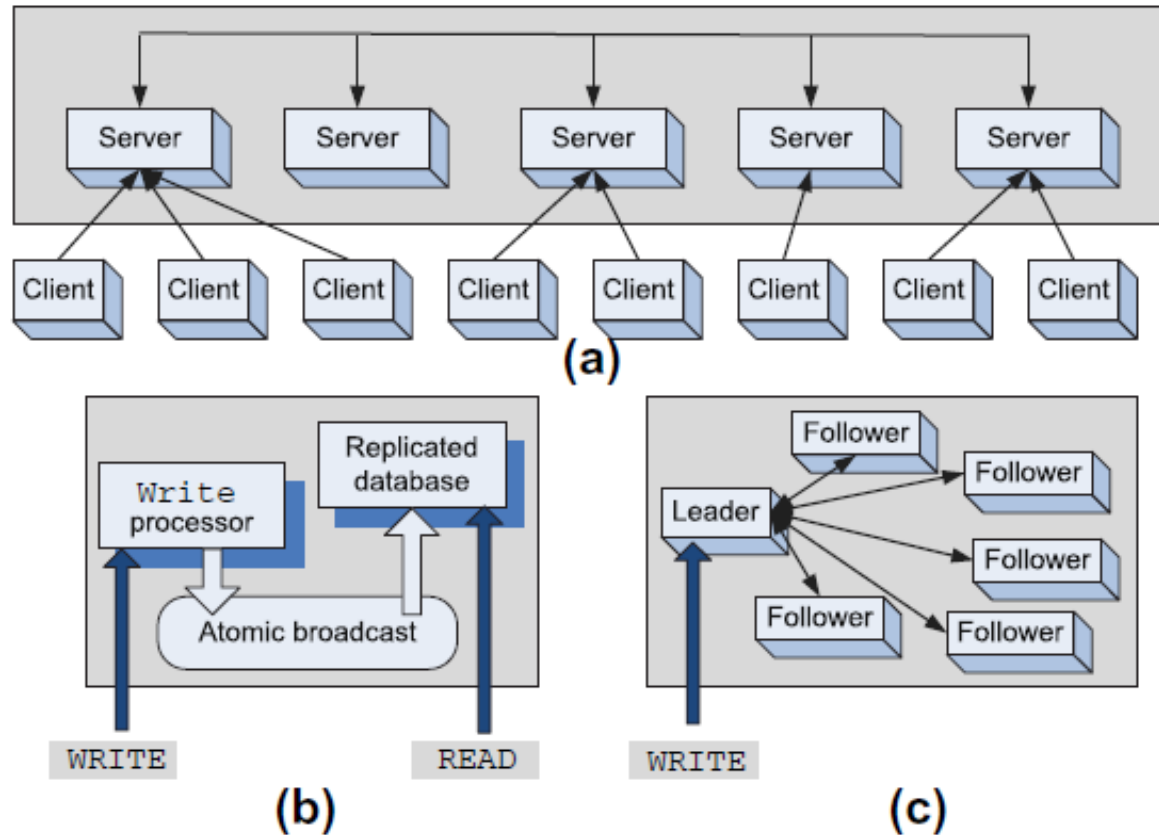 Server Server Server Server Server
Client Client Client Client Client Client Client Client
(a)
Write
processor
Replicated
database
Atomic broadcast
WRITE READ
(b)
Follower
Follower
Leader
Follower
Follower
Follower
WRITE
(c)